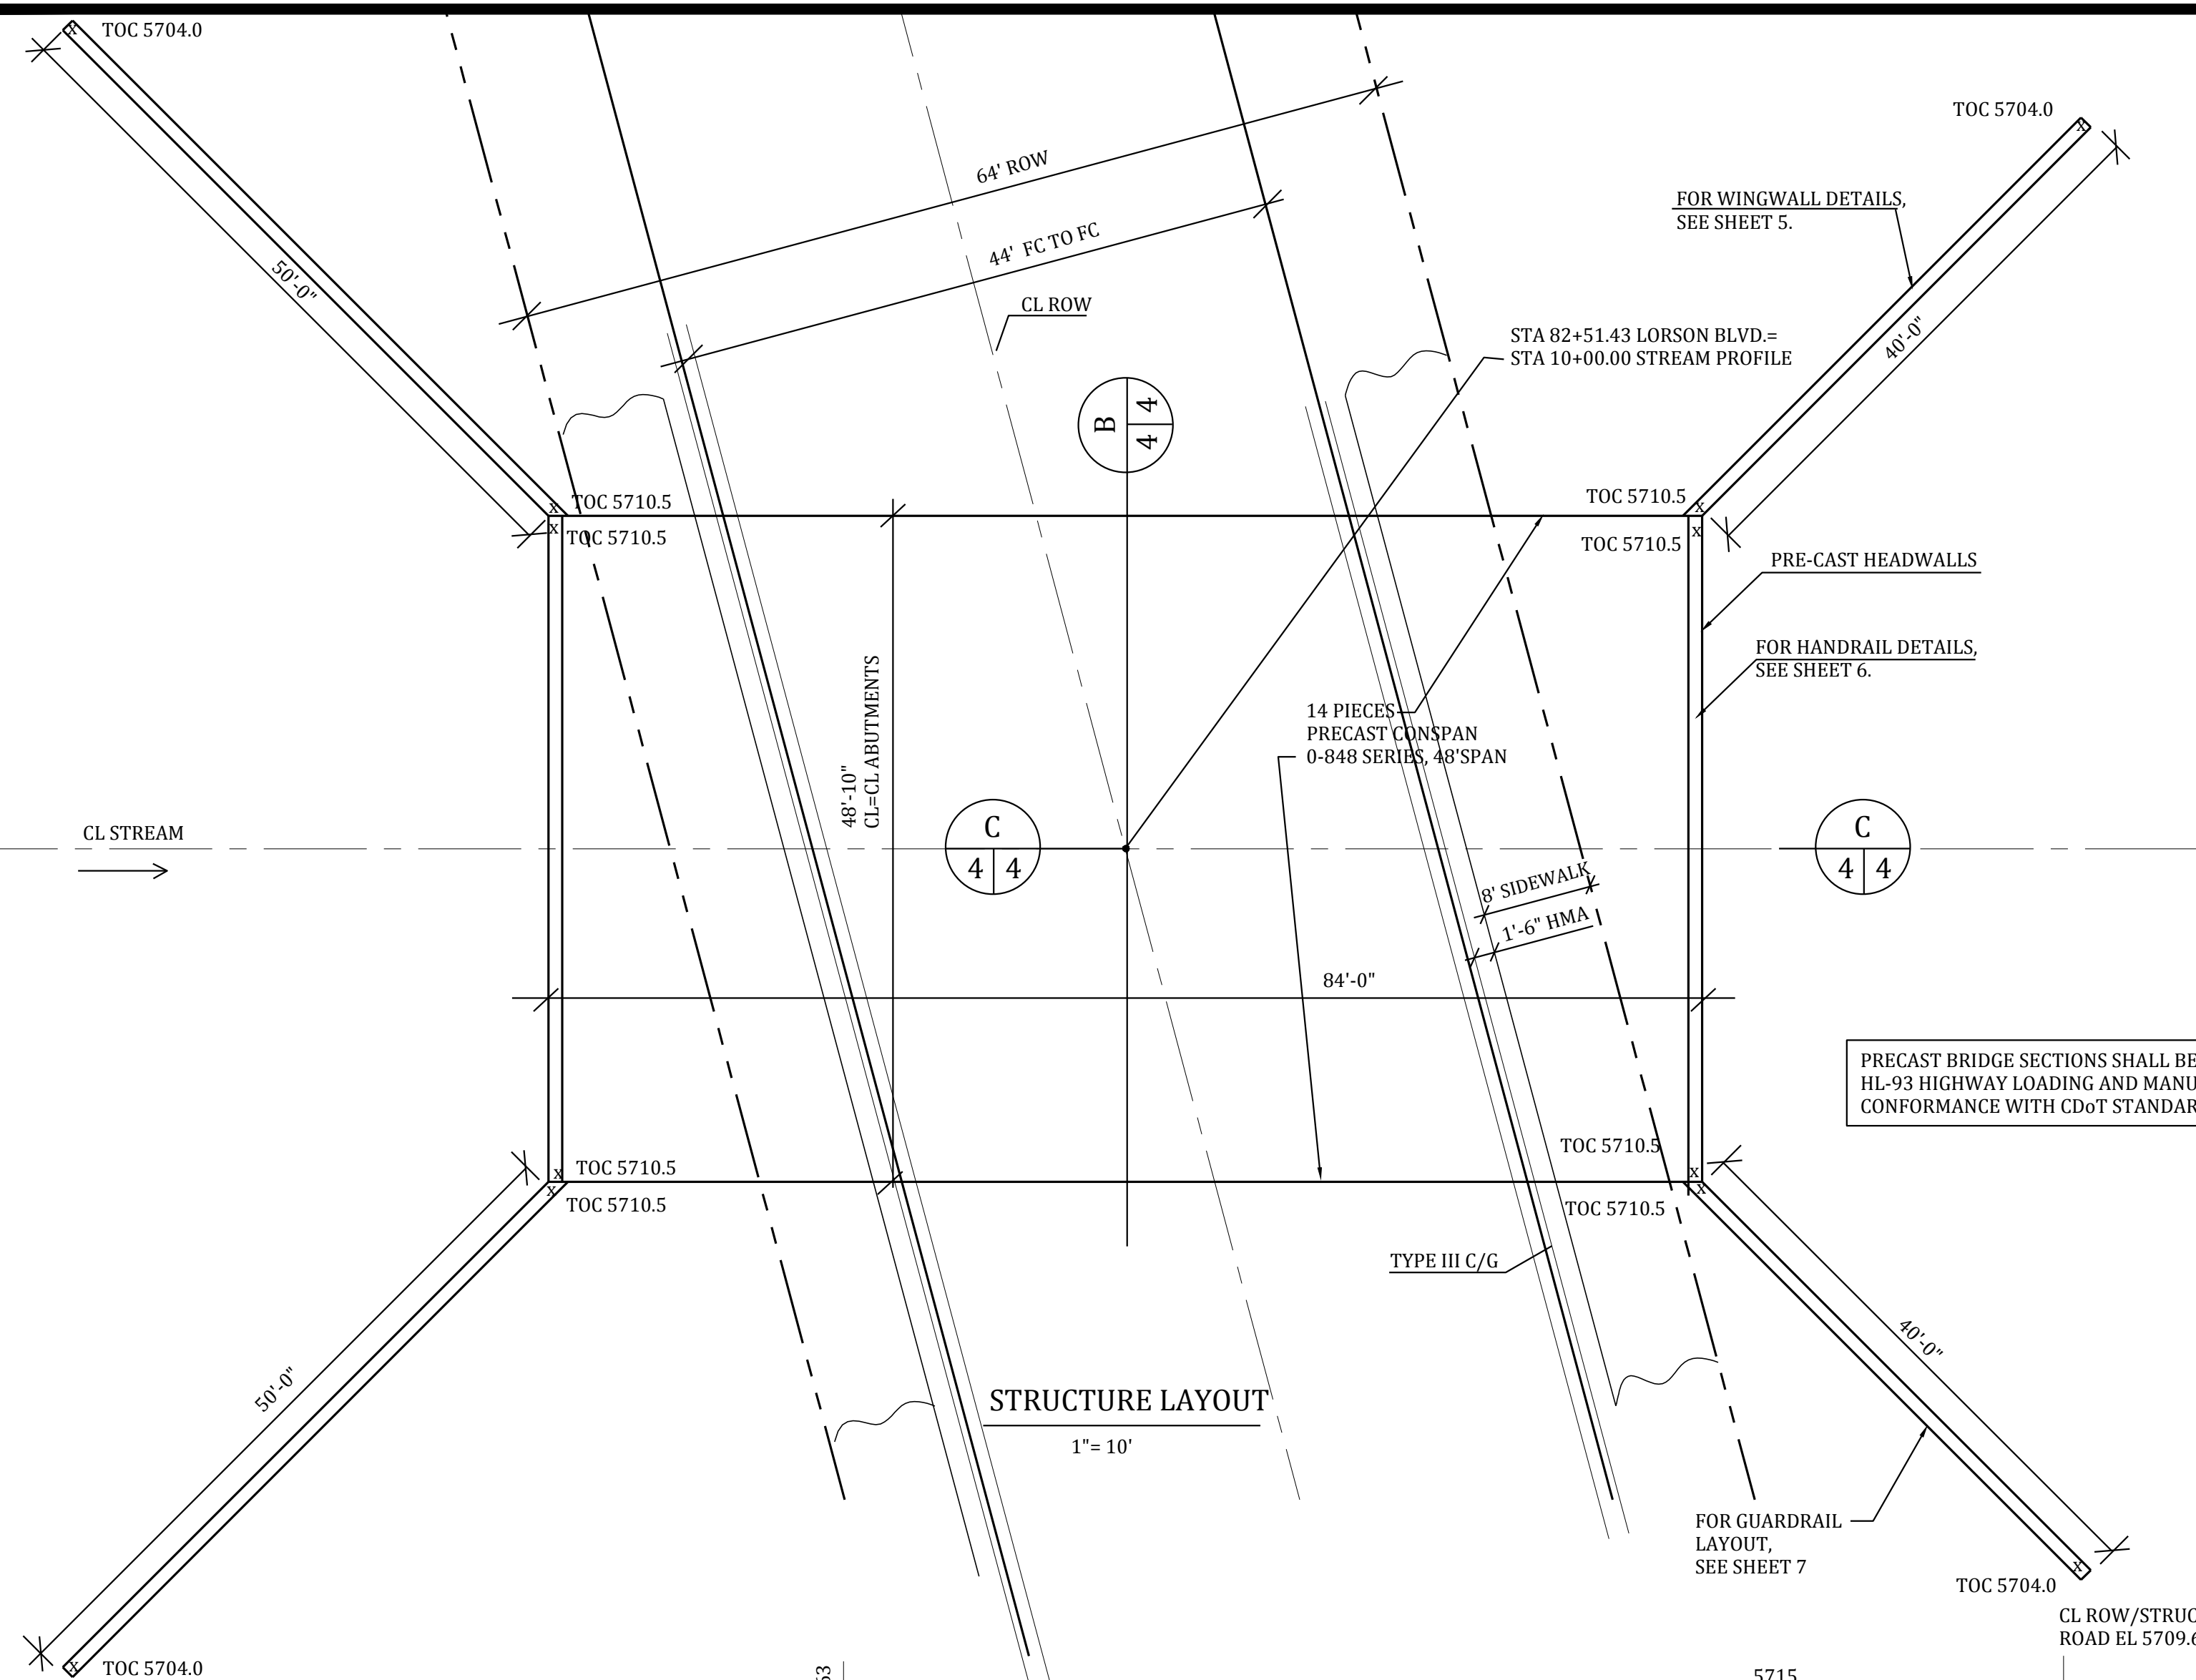 TOC 5704.0
TOC 5704.0
64' ROW
FOR WINGWALL DETAILS,
SEE SHEET 5.
44' FC TO FC
50'-0"
CL ROW
STA 82+51.43 LORSON BLVD.=
STA 10+00.00 STREAM PROFILE
40'-0"
B
4
4
TOC 5710.5
TOC 5710.5
TOC 5710.5
TOC 5710.5
PRE-CAST HEADWALLS
FOR HANDRAIL DETAILS,
SEE SHEET 6.
48'-10"
CL=CL ABUTMENTS
14 PIECES
PRECAST CONSPAN
0-848 SERIES, 48'SPAN
CL STREAM
C
4 4
C
4 4
8' SIDEWALK
1'-6" HMA
84'-0"
PRECAST BRIDGE SECTIONS SHALL BE
HL-93 HIGHWAY LOADING AND MANU
CONFORMANCE WITH CDoT STANDAR
TOC 5710.5
TOC 5710.5
TOC 5710.5
TOC 5710.5
TYPE III C/G
50'-0"
40'-0"
STRUCTURE LAYOUT
1"= 10'
FOR GUARDRAIL
LAYOUT,
SEE SHEET 7
TOC 5704.0
CL ROW/STRUC
ROAD EL 5709.6
TOC 5704.0
5715